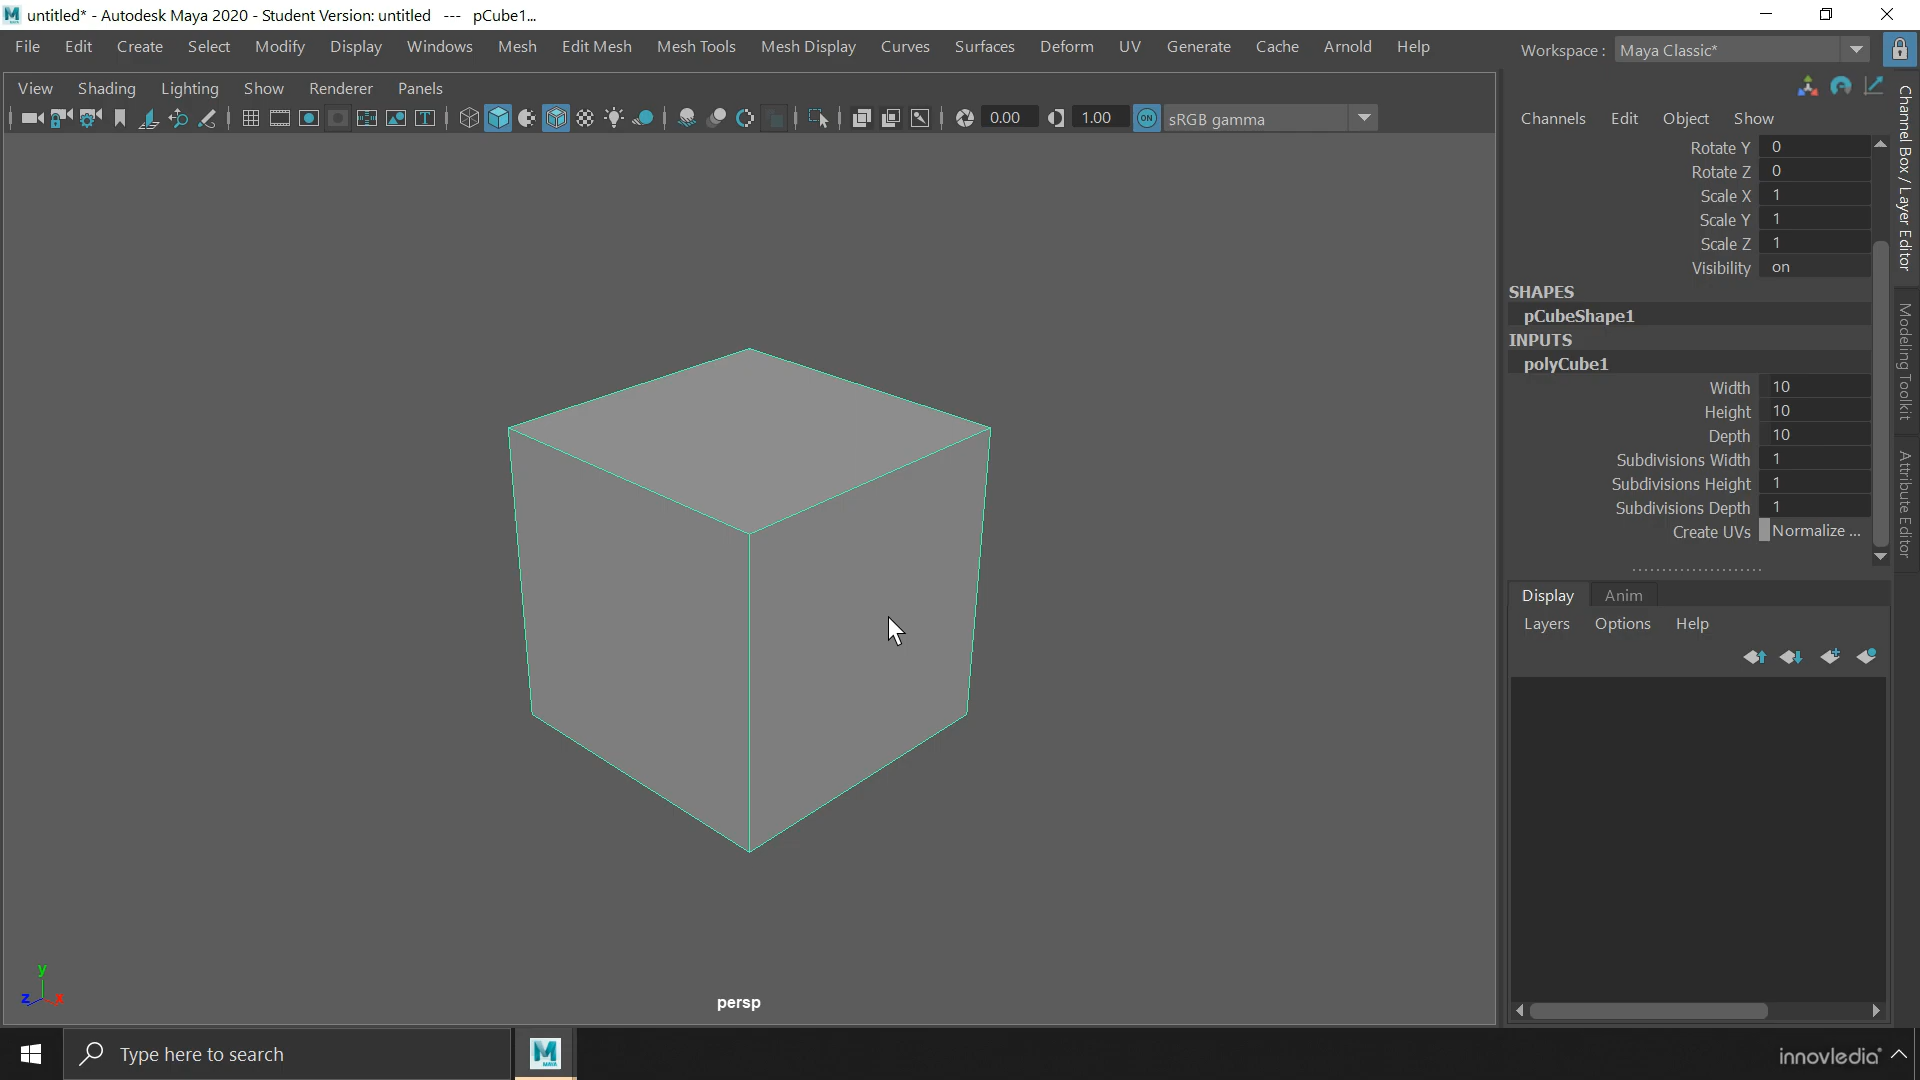 untitled* - Autodesk Maya 2020 - Student Version: untitled   ---   pCube1...
File Edit Create Select Modify Display Windows Mesh Edit Mesh Mesh Tools Mesh Display Curves Surfaces Deform UV Generate Cache Arnold Help
Workspace : Maya Classic*
View Shading Lighting Show Renderer Panels
0.00 1.00 ON sRGB gamma
Channels Edit Object Show
Rotate Y 0
Rotate Z 0
Scale X 1
Scale Y 1
Scale Z 1
Visibility on
SHAPES
pCubeShape1
INPUTS
polyCube1
Width 10
Height 10
Depth 10
Subdivisions Width 1
Subdivisions Height 1
Subdivisions Depth 1
Create UVs Normalize ...
Channel Box / Layer Editor
Modeling Toolkit
Attribute Editor
Display Anim
Layers Options Help
y
z x
persp
Type here to search
MAYA
innovledia